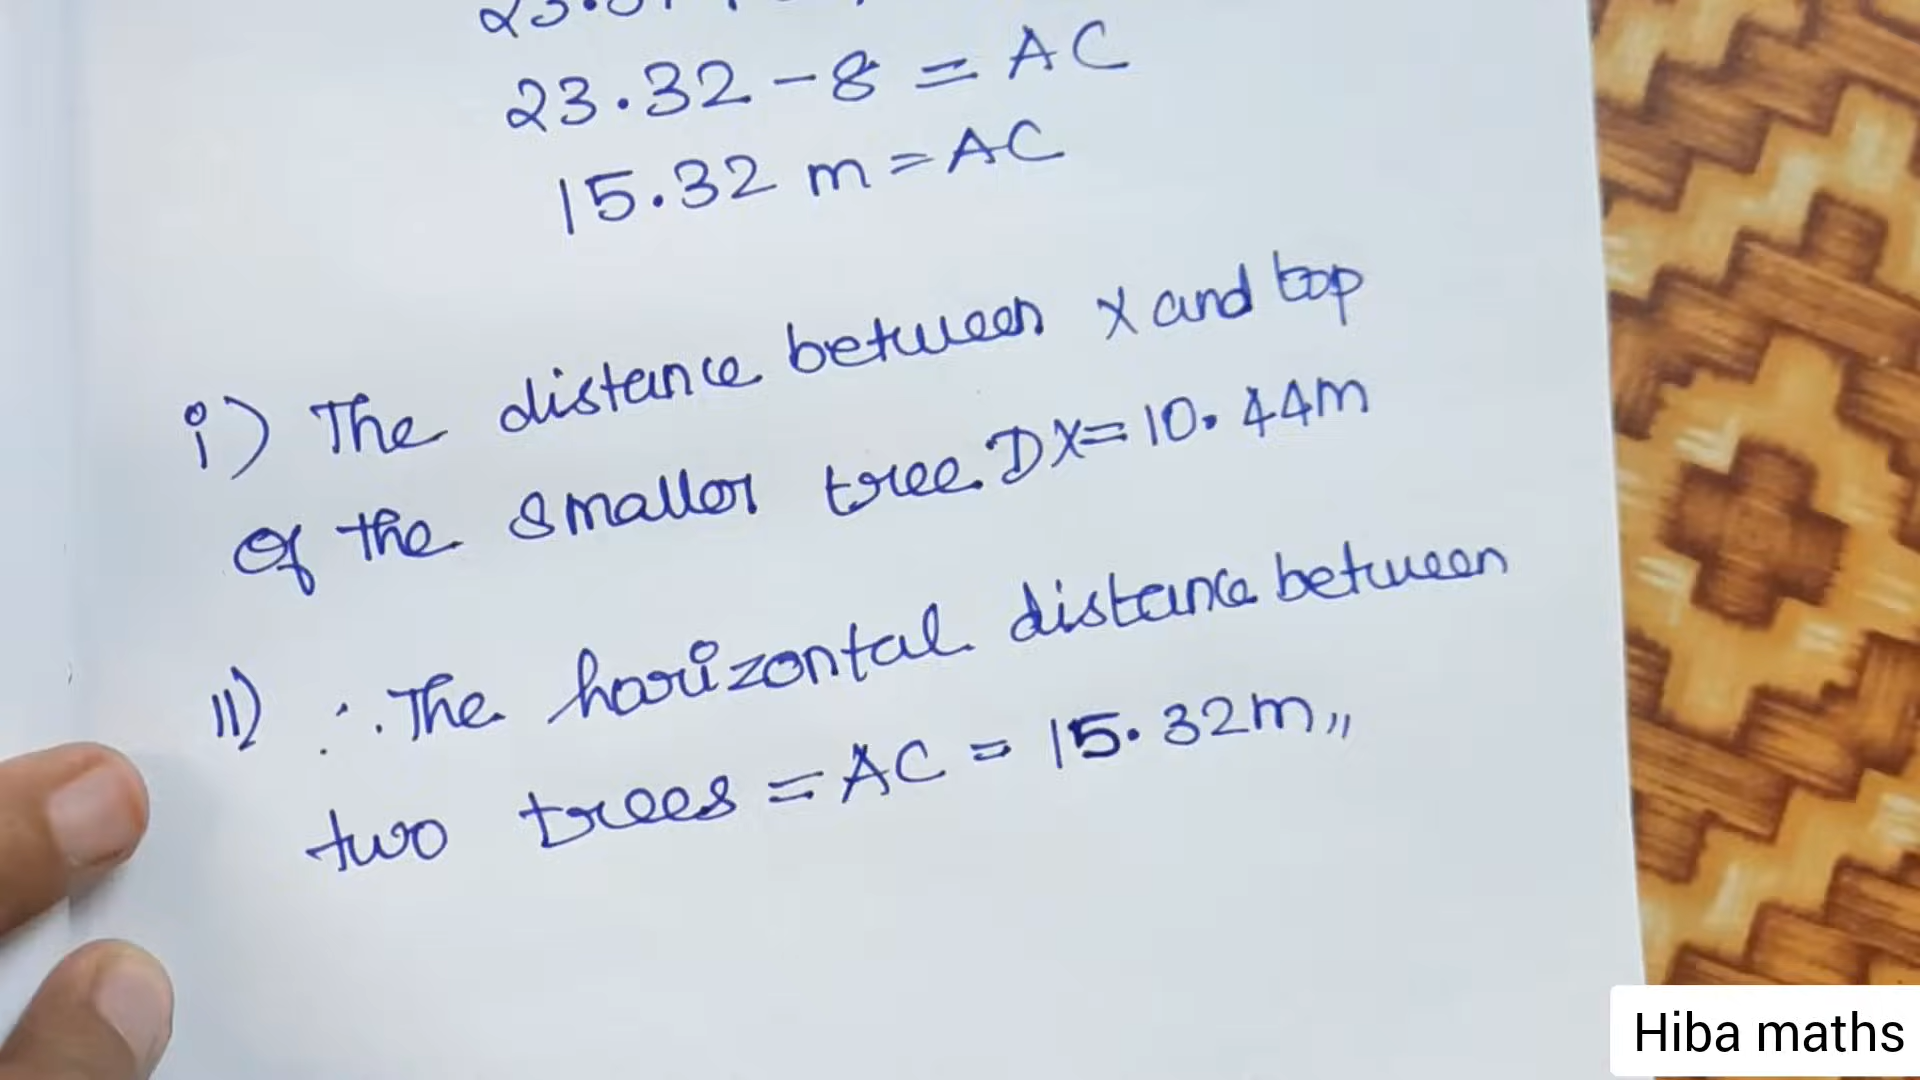 23.32 - 8 = AC
15.32 m = AC
i) The distance between X and top
of the smaller tree DX = 10.44m
II) ∴ The horizontal distance between
two trees = AC = 15.32m,,
Hiba maths